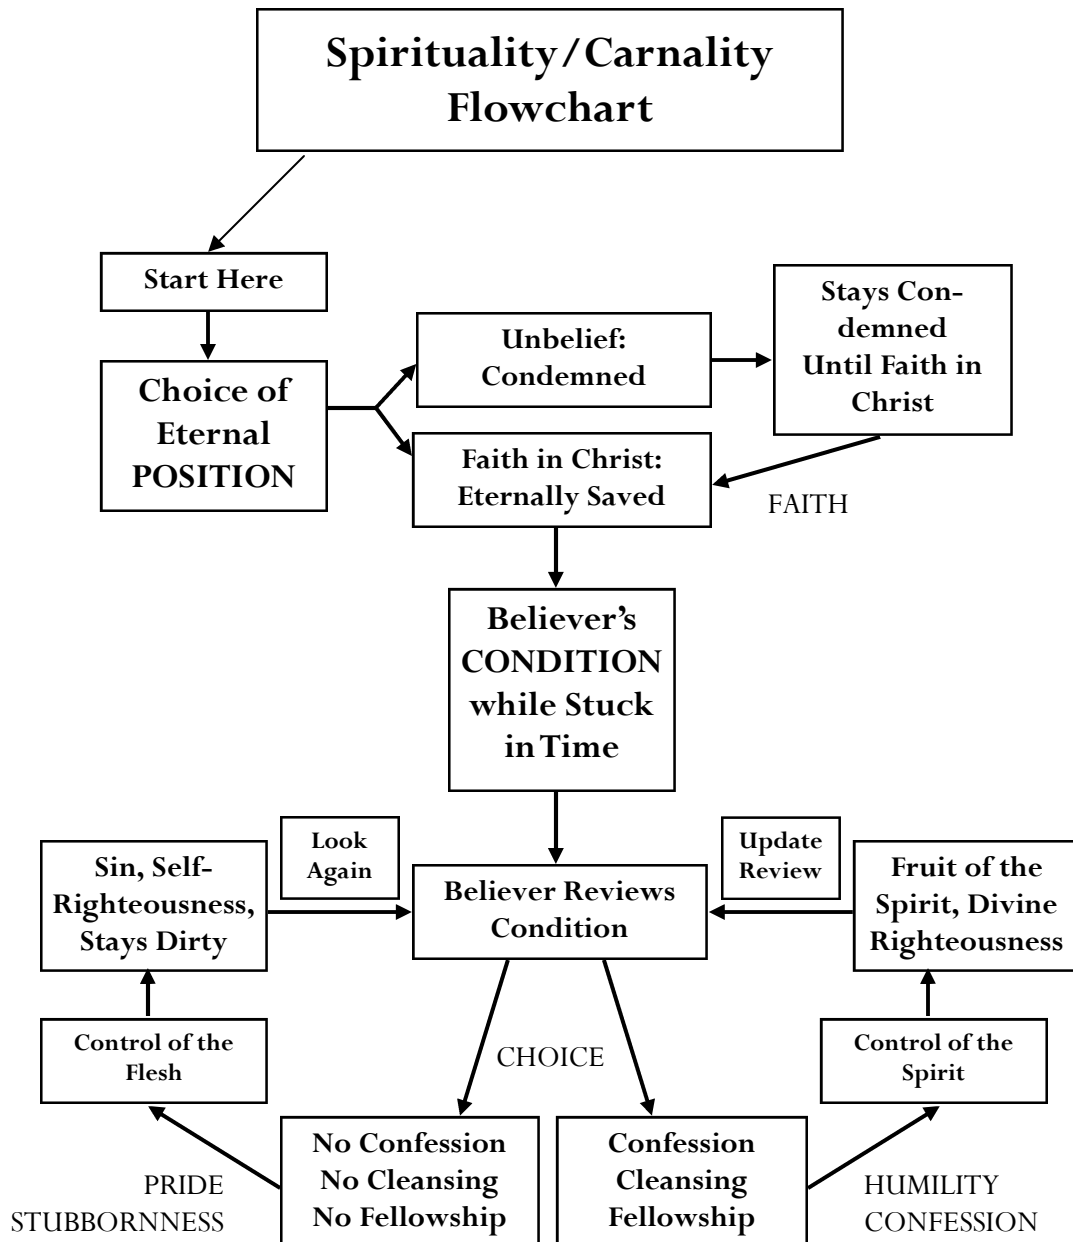 Spirituality/Carnality
Flowchart
Start Here
Choice of
Eternal
POSITION
Unbelief:
Condemned
Stays Con-
demned
Until Faith in
Christ
Faith in Christ:
Eternally Saved
FAITH
Believer's
CONDITION
while Stuck
in Time
Look
Again
Update
Review
Sin, Self-
Righteousness,
Stays Dirty
Believer Reviews
Condition
Fruit of the
Spirit, Divine
Righteousness
Control of the
Flesh
CHOICE
Control of the
Spirit
No Confession
No Cleansing
No Fellowship
Confession
Cleansing
Fellowship
PRIDE
STUBBORNNESS
HUMILITY
CONFESSION